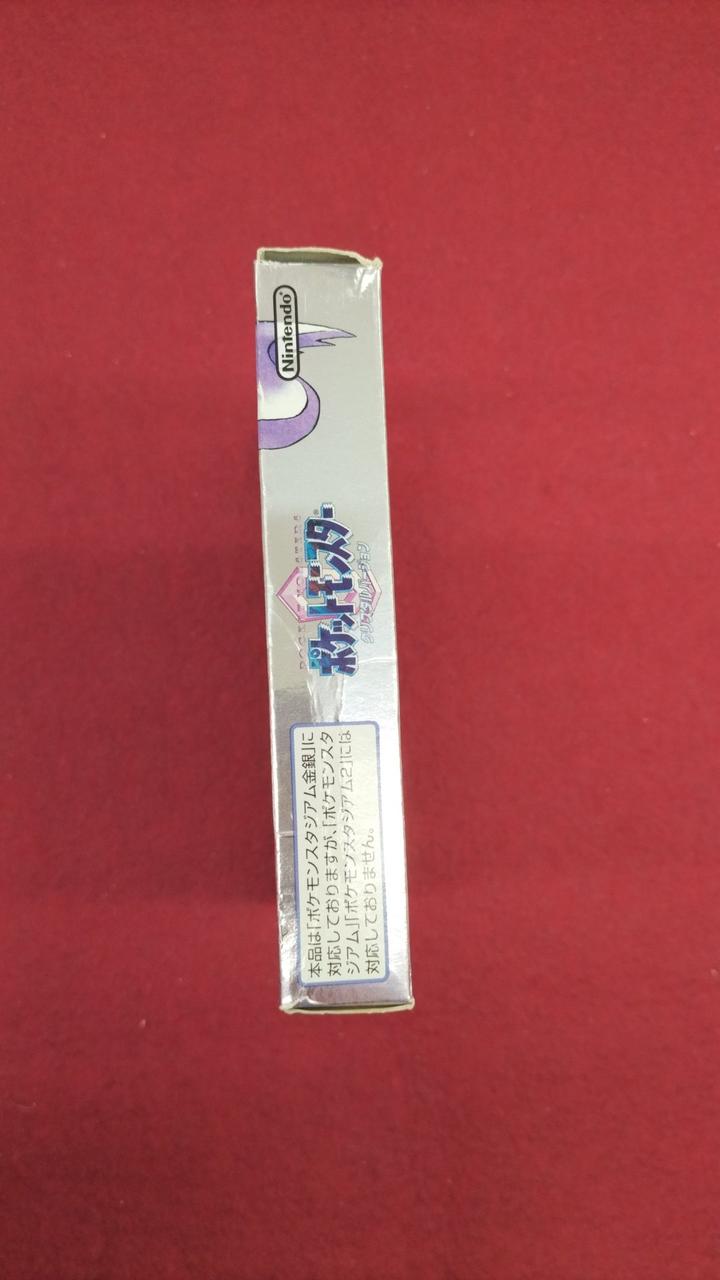 本品は「ポケモンスタジアム金銀」に
対応しておりますが、「ポケモンスタ
ジアム」「ポケモンスタジアム2」には
対応しておりません。
POCKET MONSTERS
ポケットモンスター®
クリスタルバージョン
Nintendo®